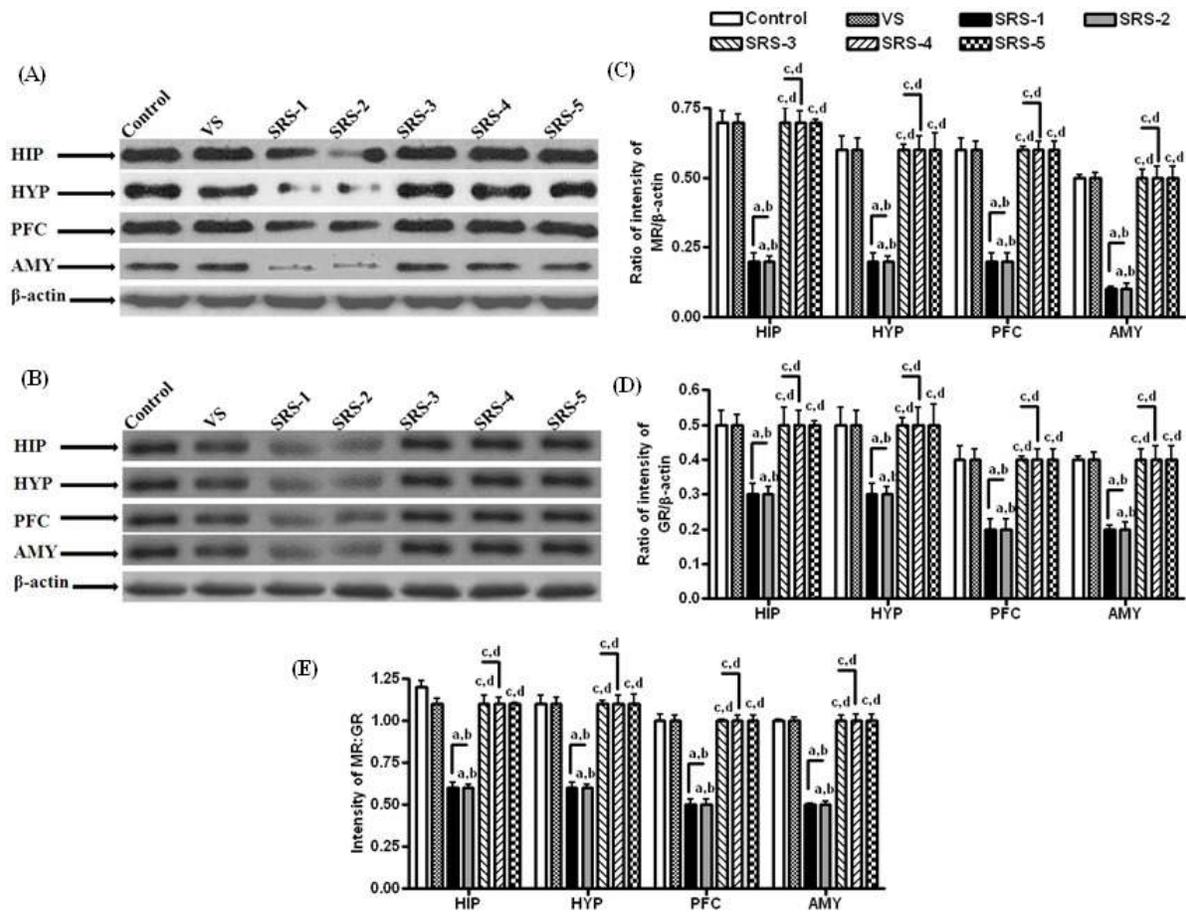 Control VS SRS-1 SRS-2
SRS-3 SRS-4 SRS-5
(A)
Control VS SRS-1 SRS-2 SRS-3 SRS-4 SRS-5
HIP
HYP
PFC
AMY
β-actin
(B)
Control VS SRS-1 SRS-2 SRS-3 SRS-4 SRS-5
HIP
HYP
PFC
AMY
β-actin
(C)
Ratio of intensity of
MR/β-actin
0.75
0.50
0.25
0.00
a,b a,b c,d c,d c,d
a,b a,b c,d c,d c,d
a,b a,b c,d c,d c,d
a,b a,b c,d c,d c,d
HIP HYP PFC AMY
(D)
Ratio of intensity of
GR/β-actin
0.6
0.5
0.4
0.3
0.2
0.1
0.0
a,b a,b c,d c,d c,d
a,b a,b c,d c,d c,d
a,b a,b c,d c,d c,d
a,b a,b c,d c,d c,d
HIP HYP PFC AMY
(E)
Intensity of MR:GR
1.25
1.00
0.75
0.50
0.25
0.00
a,b a,b c,d c,d c,d
a,b a,b c,d c,d c,d
a,b a,b c,d c,d c,d
a,b a,b c,d c,d c,d
HIP HYP PFC AMY